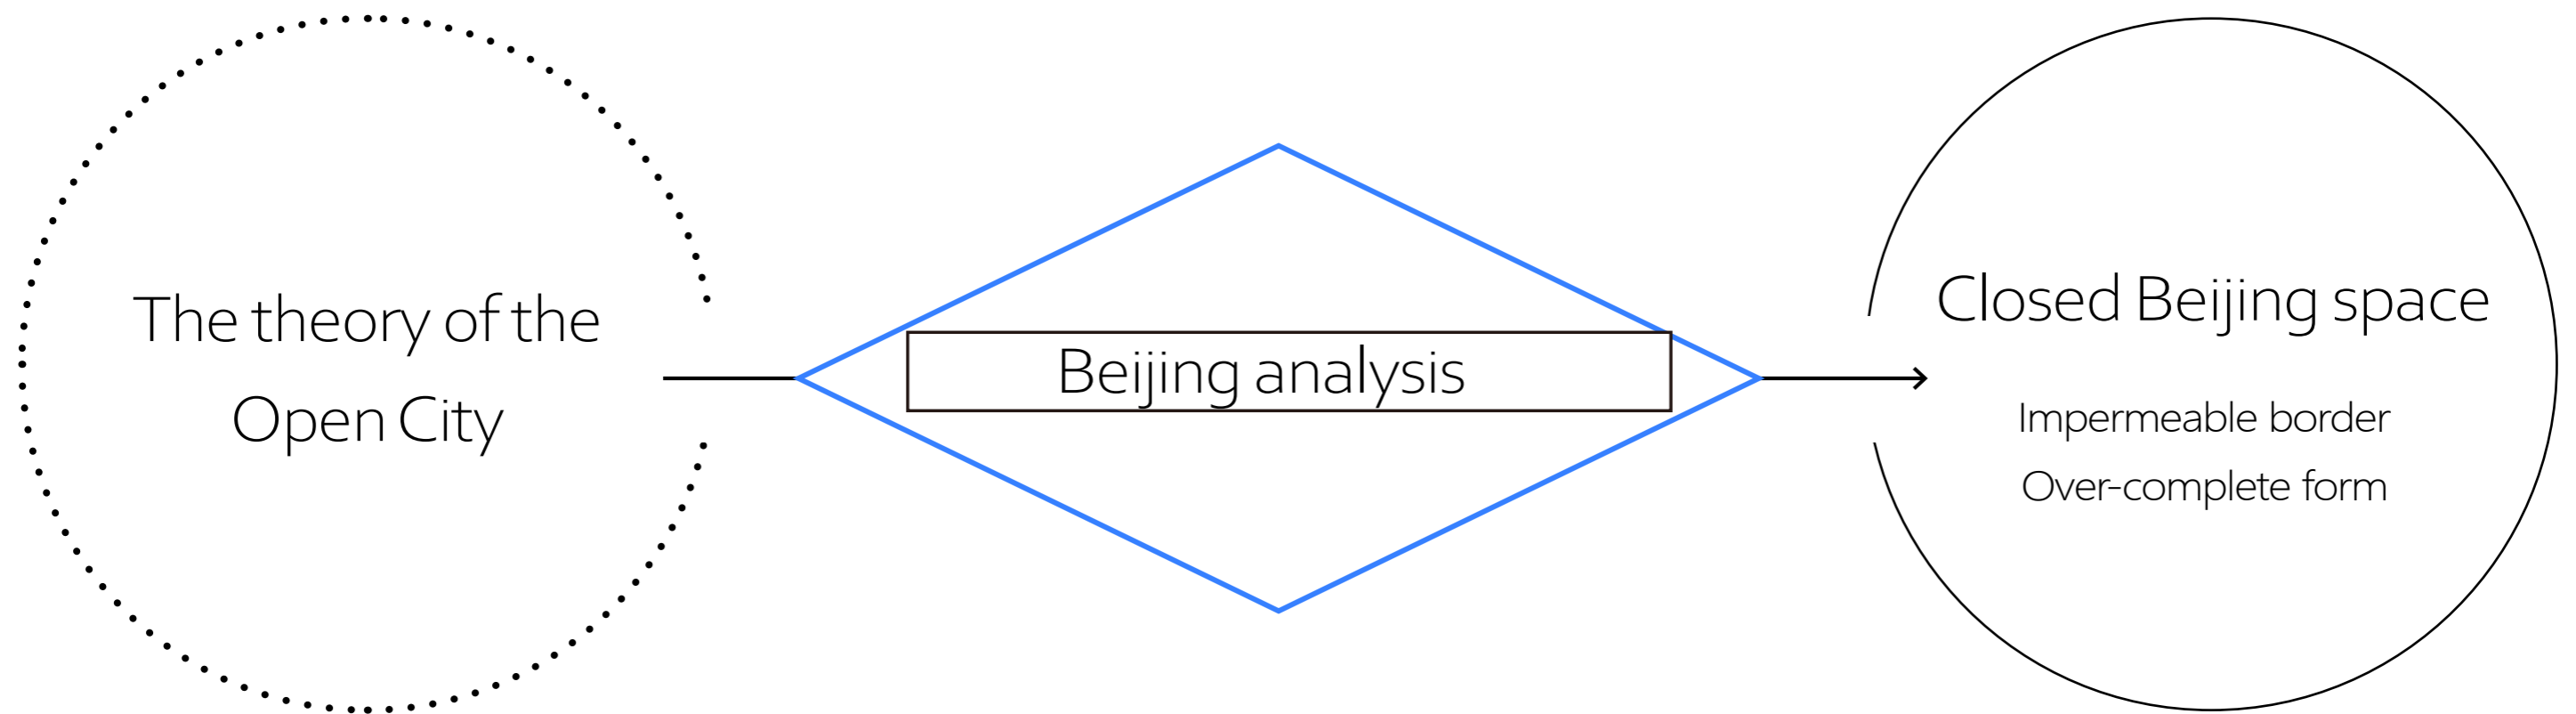 The theory of the
Open City
Beijing analysis
Closed Beijing space
Impermeable border
Over-complete form